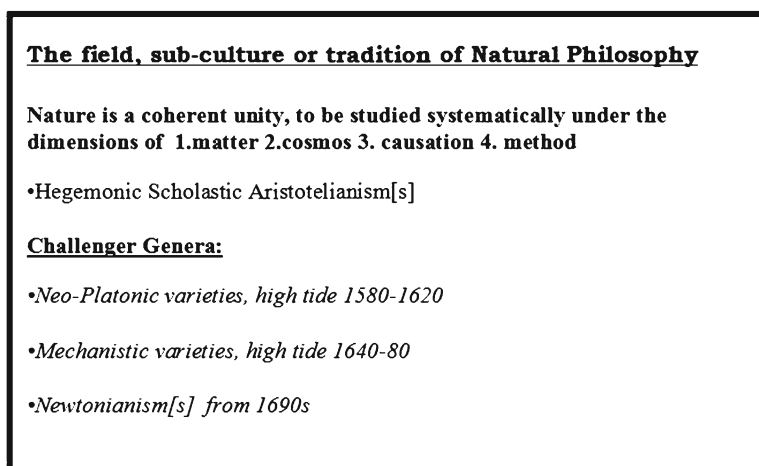 The field, sub-culture or tradition of Natural Philosophy
Nature is a coherent unity, to be studied systematically under the
dimensions of 1.matter 2.cosmos 3. causation 4. method
•Hegemonic Scholastic Aristotelianism[s]
Challenger Genera:
•Neo-Platonic varieties, high tide 1580-1620
•Mechanistic varieties, high tide 1640-80
•Newtonianism[s] from 1690s